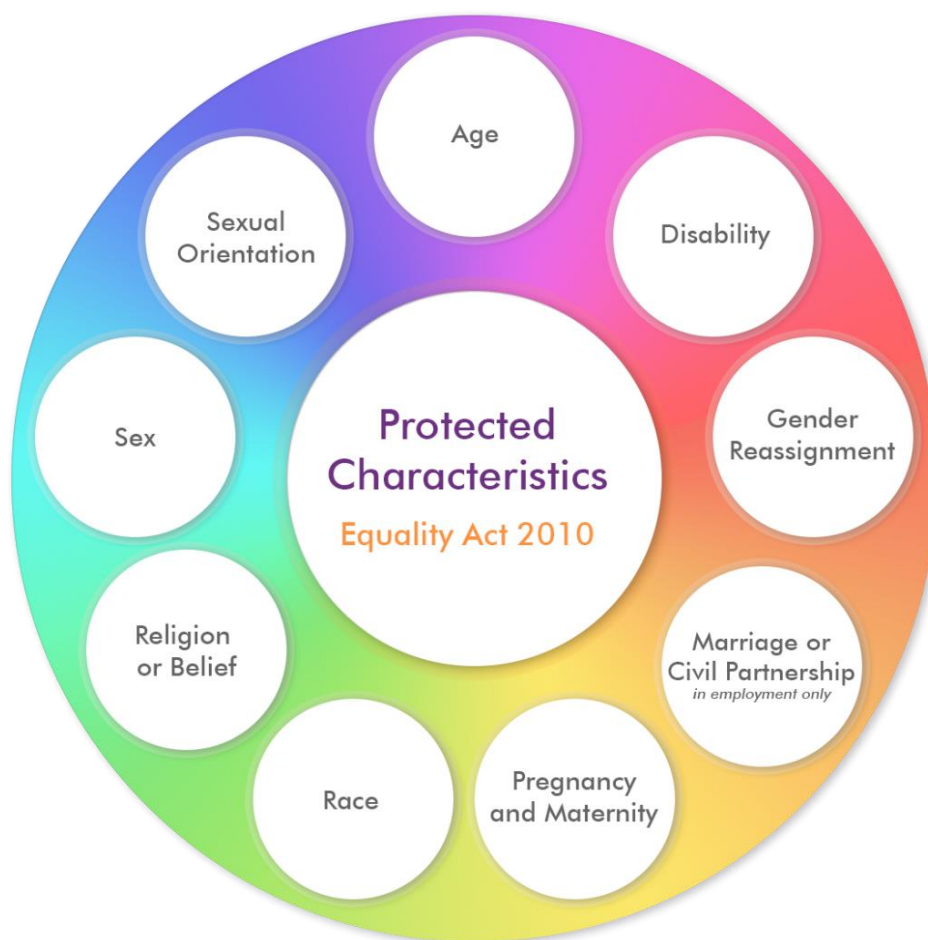 Protected
Characteristics
Equality Act 2010
Age
Disability
Gender
Reassignment
Marriage or
Civil Partnership
in employment only
Pregnancy
and Maternity
Race
Religion
or Belief
Sex
Sexual
Orientation